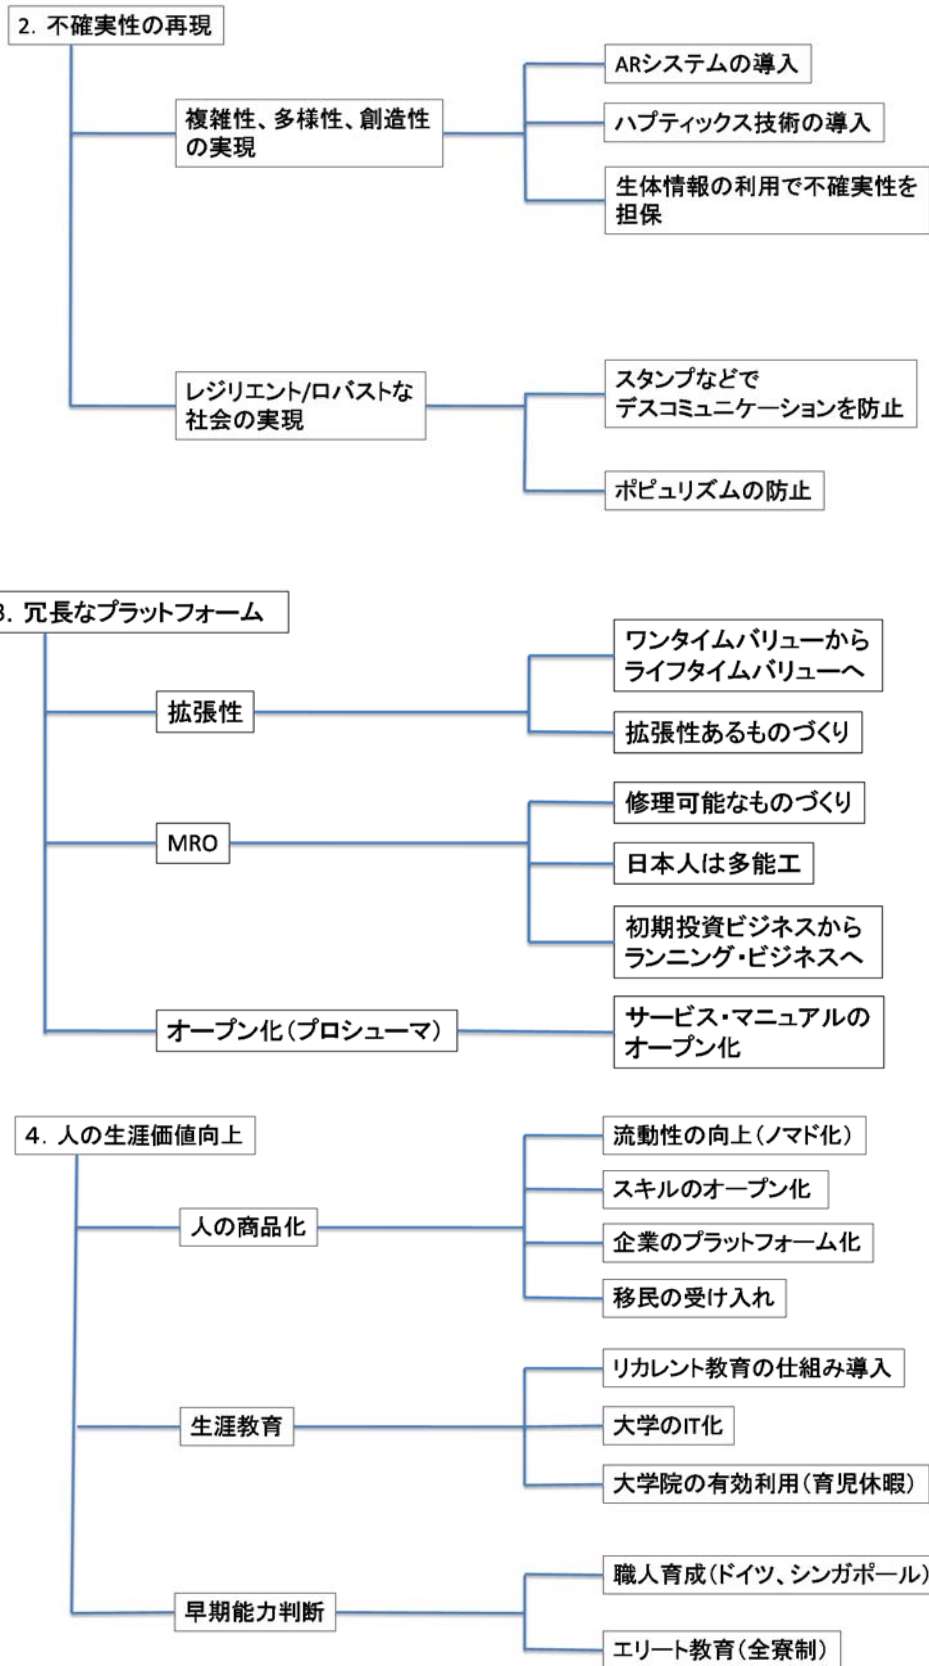 2. 不確実性の再現
複雑性、多様性、創造性
の実現
ARシステムの導入
ハプティックス技術の導入
生体情報の利用で不確実性を
担保
レジリエント/ロバストな
社会の実現
スタンプなどで
デスコミュニケーションを防止
ポピュリズムの防止
3. 冗長なプラットフォーム
拡張性
ワンタイムバリューから
ライフタイムバリューへ
拡張性あるものづくり
MRO
修理可能なものづくり
日本人は多能工
初期投資ビジネスから
ランニング・ビジネスへ
オープン化(プロシューマ)
サービス・マニュアルの
オープン化
4. 人の生涯価値向上
人の商品化
流動性の向上(ノマド化)
スキルのオープン化
企業のプラットフォーム化
移民の受け入れ
生涯教育
リカレント教育の仕組み導入
大学のIT化
大学院の有効利用(育児休暇)
早期能力判断
職人育成(ドイツ、シンガポール)
エリート教育(全寮制)